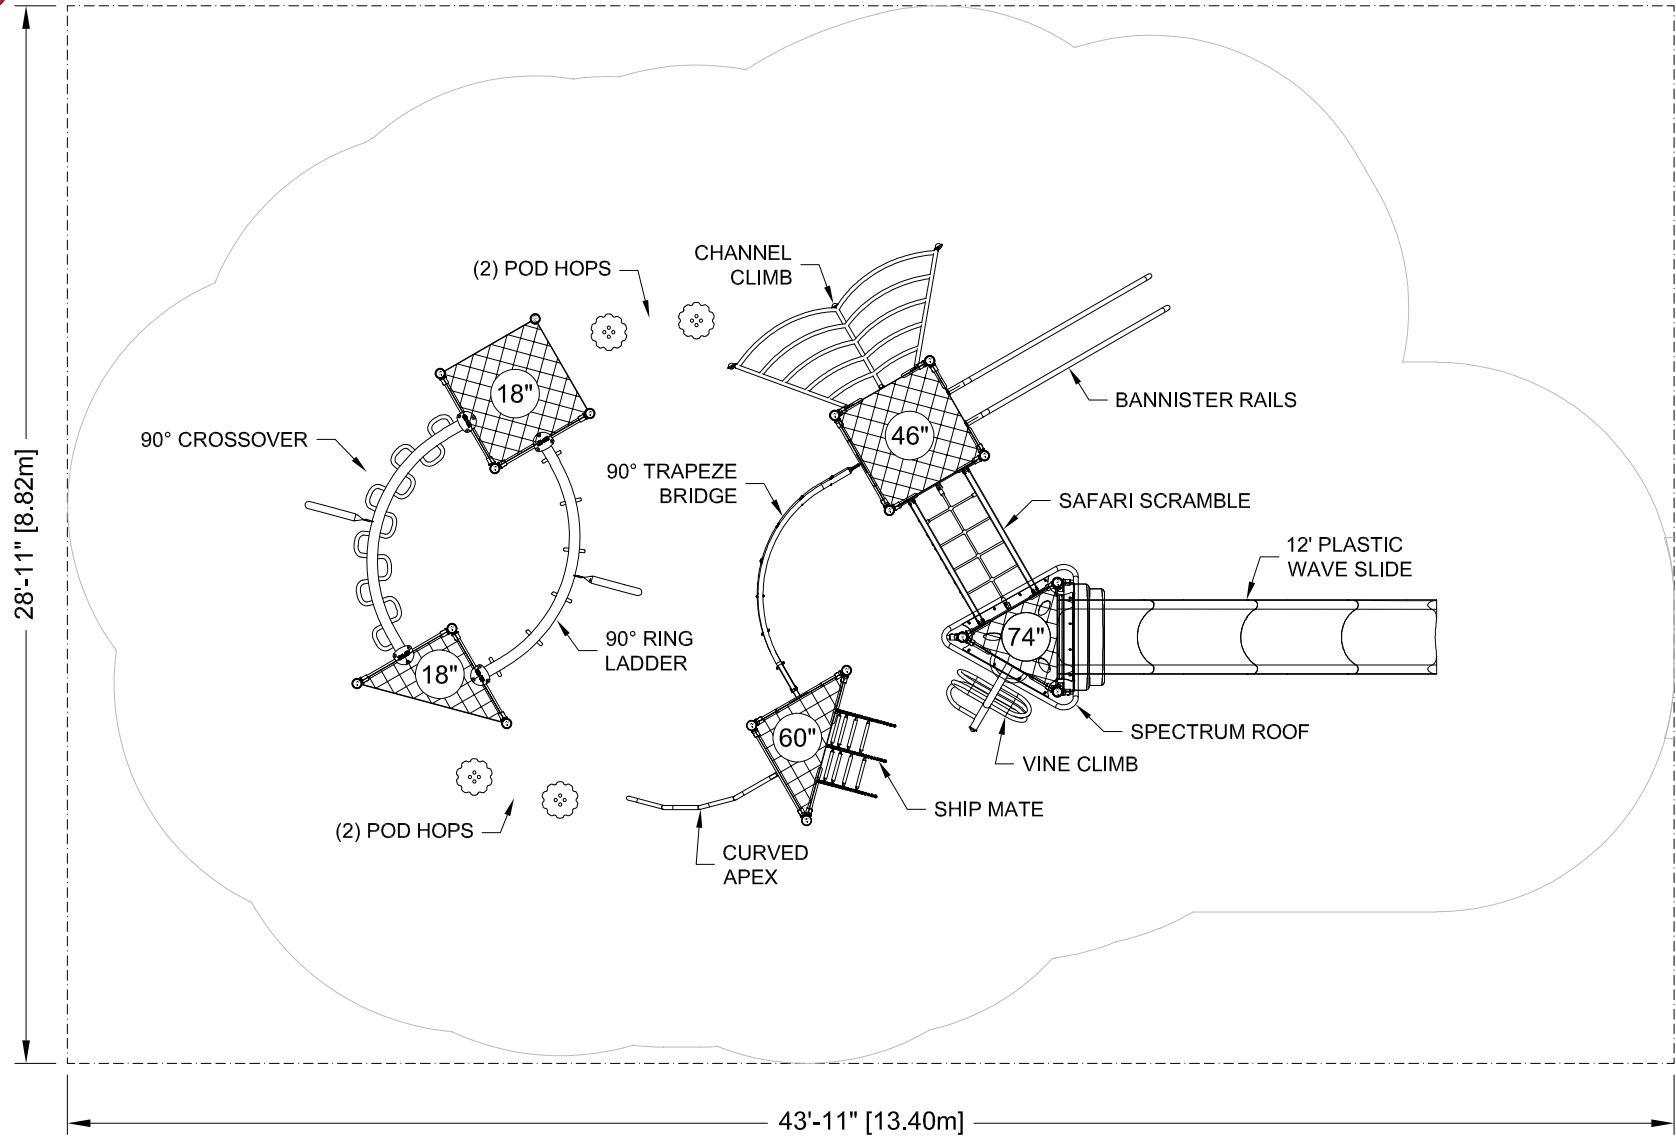 (2) POD HOPS
CHANNEL
CLIMB
18"
46"
BANNISTER RAILS
90° CROSSOVER
90° TRAPEZE
BRIDGE
SAFARI SCRAMBLE
12' PLASTIC
WAVE SLIDE
28'-11" [8.82m]
90° RING
LADDER
74"
18"
SPECTRUM ROOF
60"
VINE CLIMB
SHIP MATE
(2) POD HOPS
CURVED
APEX
43'-11" [13.40m]